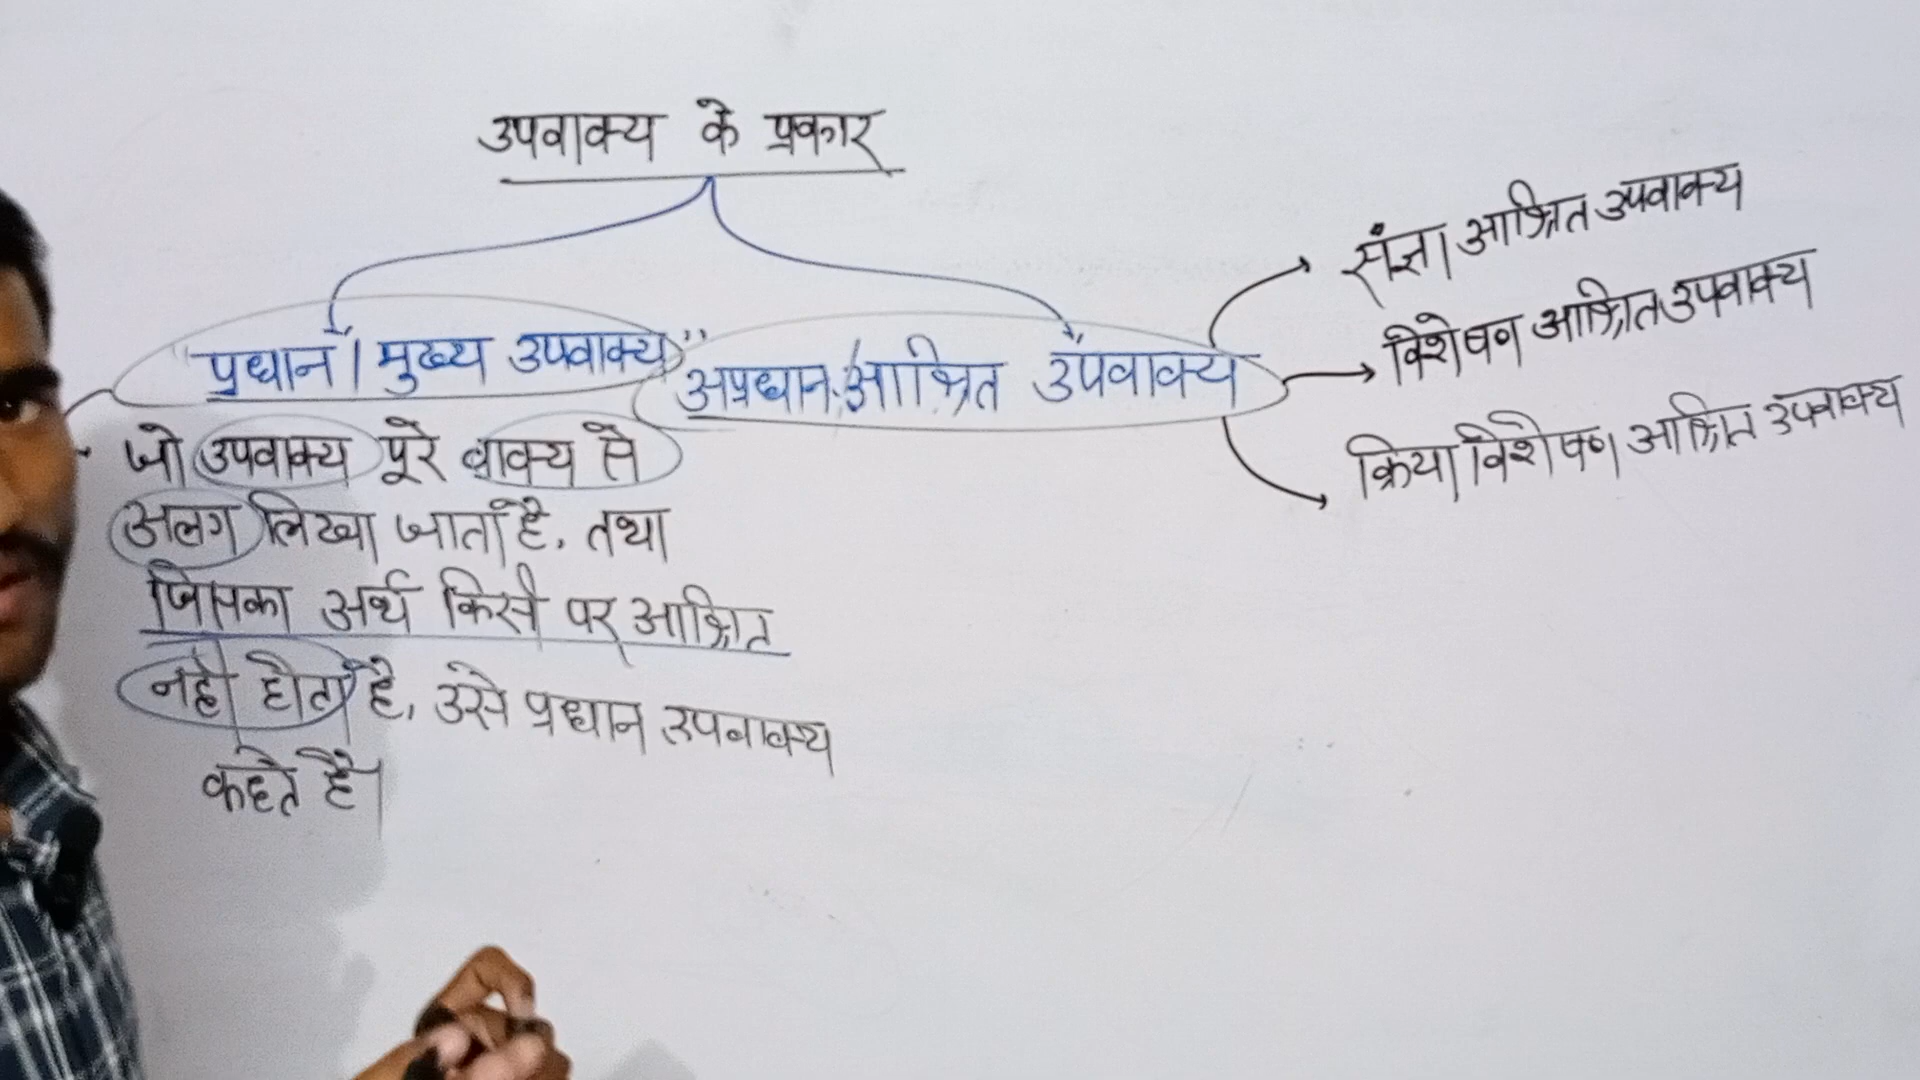 उपवाक्य के प्रकार
"प्रधान। मुख्य उपवाक्य"
अप्रधान/आश्रित उपवाक्य
संज्ञा आश्रित उपवाक्य
विशेषण आश्रित उपवाक्य
क्रिया विशेषण आश्रित उपवाक्य
जो उपवाक्य पूरे वाक्य से
अलग लिखा जाता है, तथा
जिसका अर्थ किसी पर आश्रित
नही होता है, उसे प्रधान उपवाक्य
कहते है।